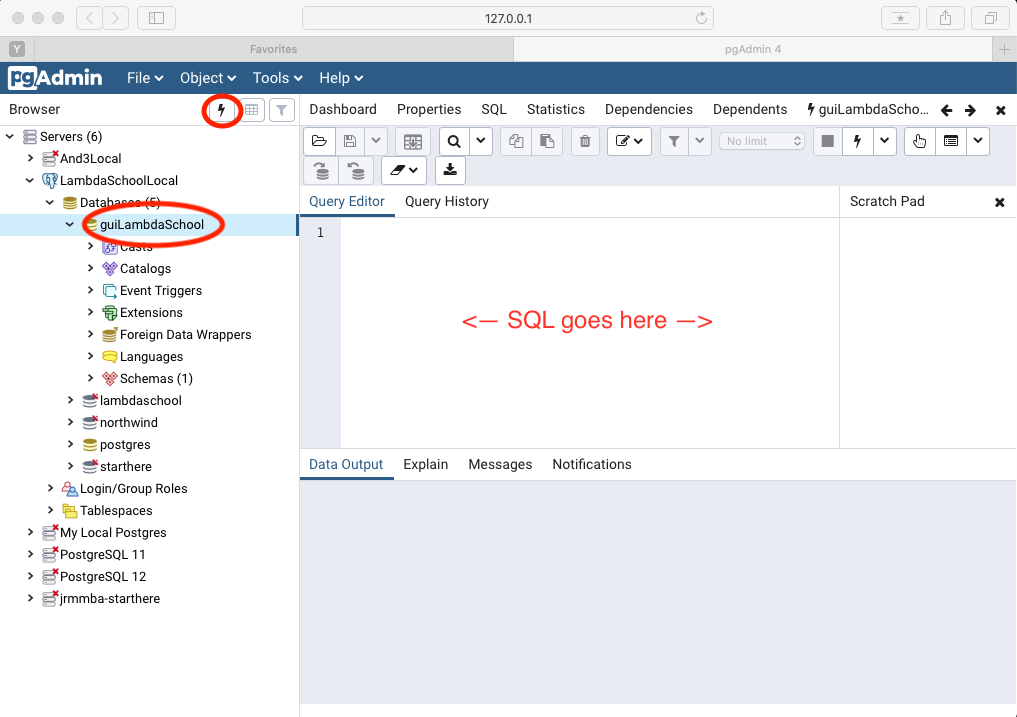 127.0.0.1
Y
Favorites
pgAdmin 4
pgAdmin File Object Tools Help
Browser
Dashboard Properties SQL Statistics Dependencies Dependents guiLambdaScho...
Servers (6)
And3Local
LambdaSchoolLocal
Databases (5)
guiLambdaSchool
Casts
Catalogs
Event Triggers
Extensions
Foreign Data Wrappers
Languages
Schemas (1)
lambdaschool
northwind
postgres
starthere
Login/Group Roles
Tablespaces
My Local Postgres
PostgreSQL 11
PostgreSQL 12
jrmmba-starthere
No limit
Query Editor Query History
Scratch Pad
1
<— SQL goes here —>
Data Output Explain Messages Notifications